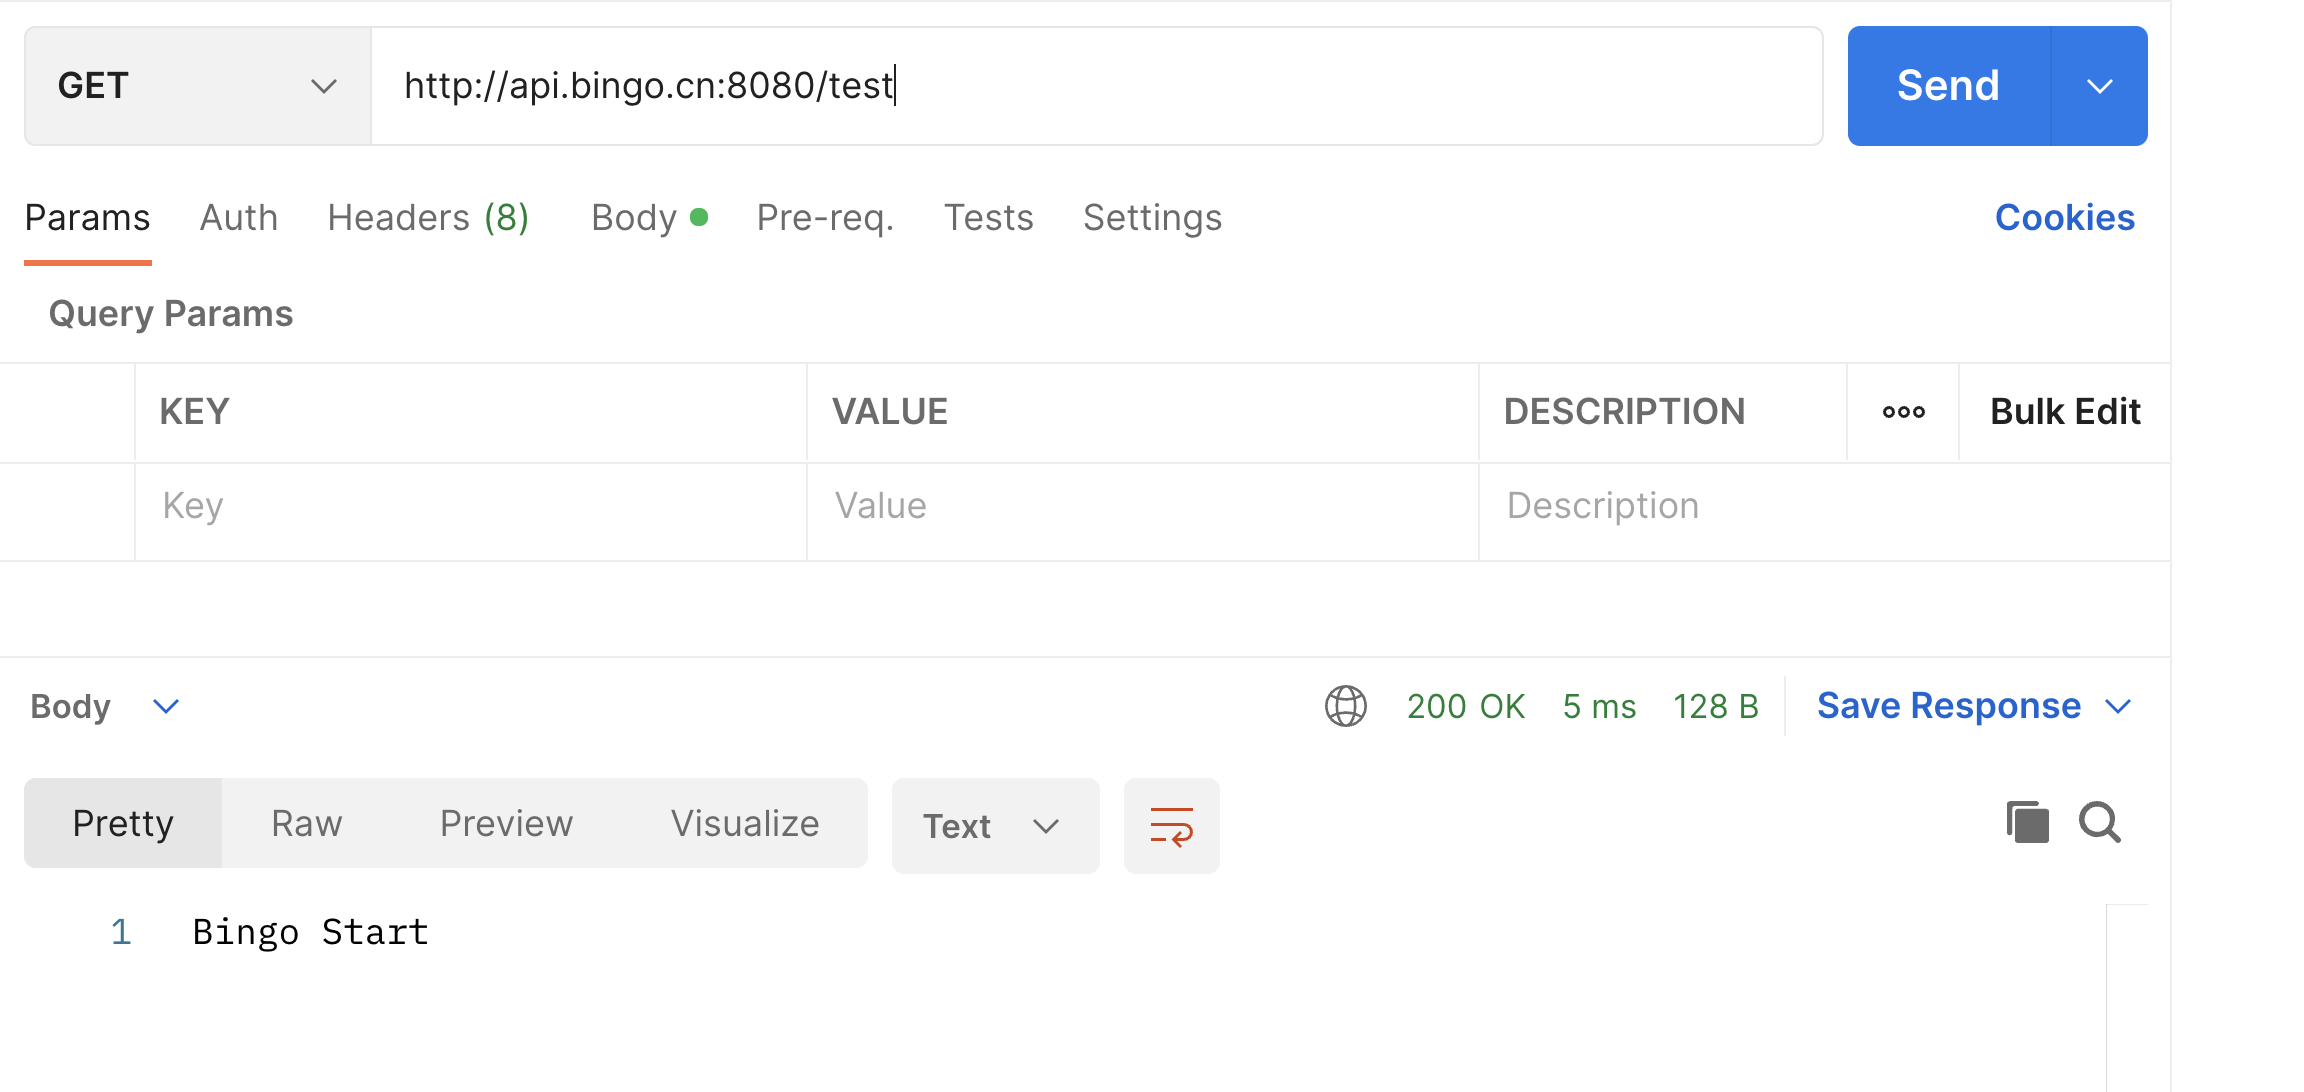 GET http://api.bingo.cn:8080/test Send
Params Auth Headers (8) Body Pre-req. Tests Settings Cookies
Query Params
KEY VALUE DESCRIPTION ooo Bulk Edit
Key Value Description
Body 200 OK 5 ms 128 B Save Response
Pretty Raw Preview Visualize Text
1 Bingo Start